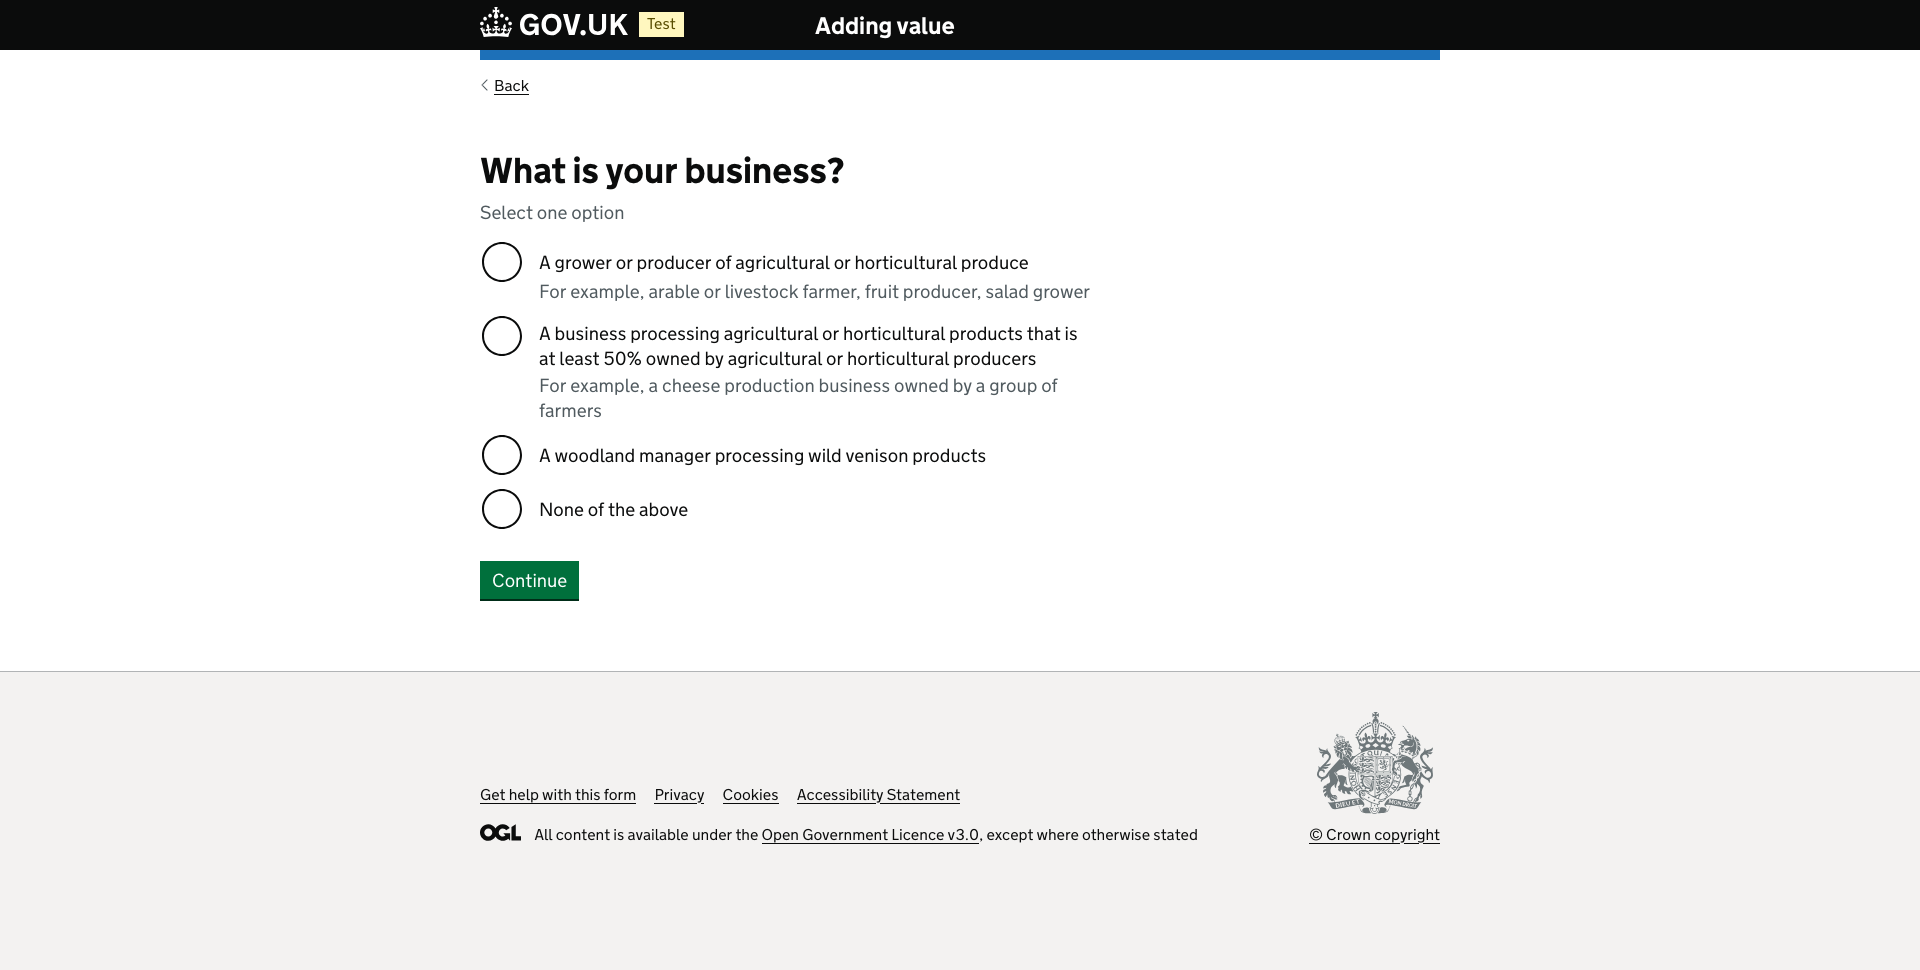 GOV.UK Test Adding value
Back
What is your business?
Select one option
A grower or producer of agricultural or horticultural produce
For example, arable or livestock farmer, fruit producer, salad grower
A business processing agricultural or horticultural products that is
at least 50% owned by agricultural or horticultural producers
For example, a cheese production business owned by a group of
farmers
A woodland manager processing wild venison products
None of the above
Continue
Get help with this form Privacy Cookies Accessibility Statement
OGL All content is available under the Open Government Licence v3.0, except where otherwise stated
DIEU ET MON DROIT
© Crown copyright